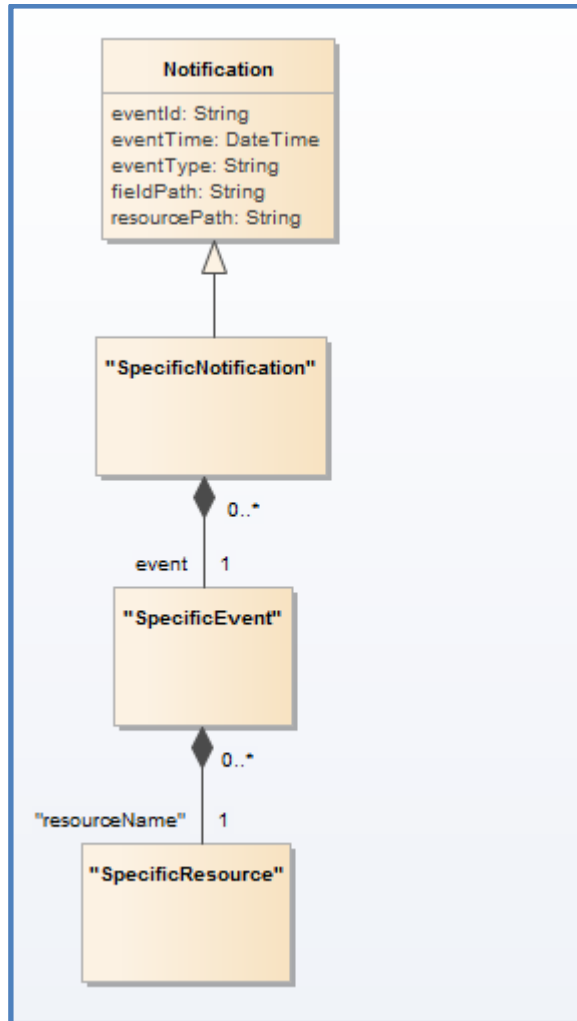 Notification
eventId: String
eventTime: DateTime
eventType: String
fieldPath: String
resourcePath: String
"SpecificNotification"
0..*
event 1
"SpecificEvent"
0..*
"resourceName" 1
"SpecificResource"